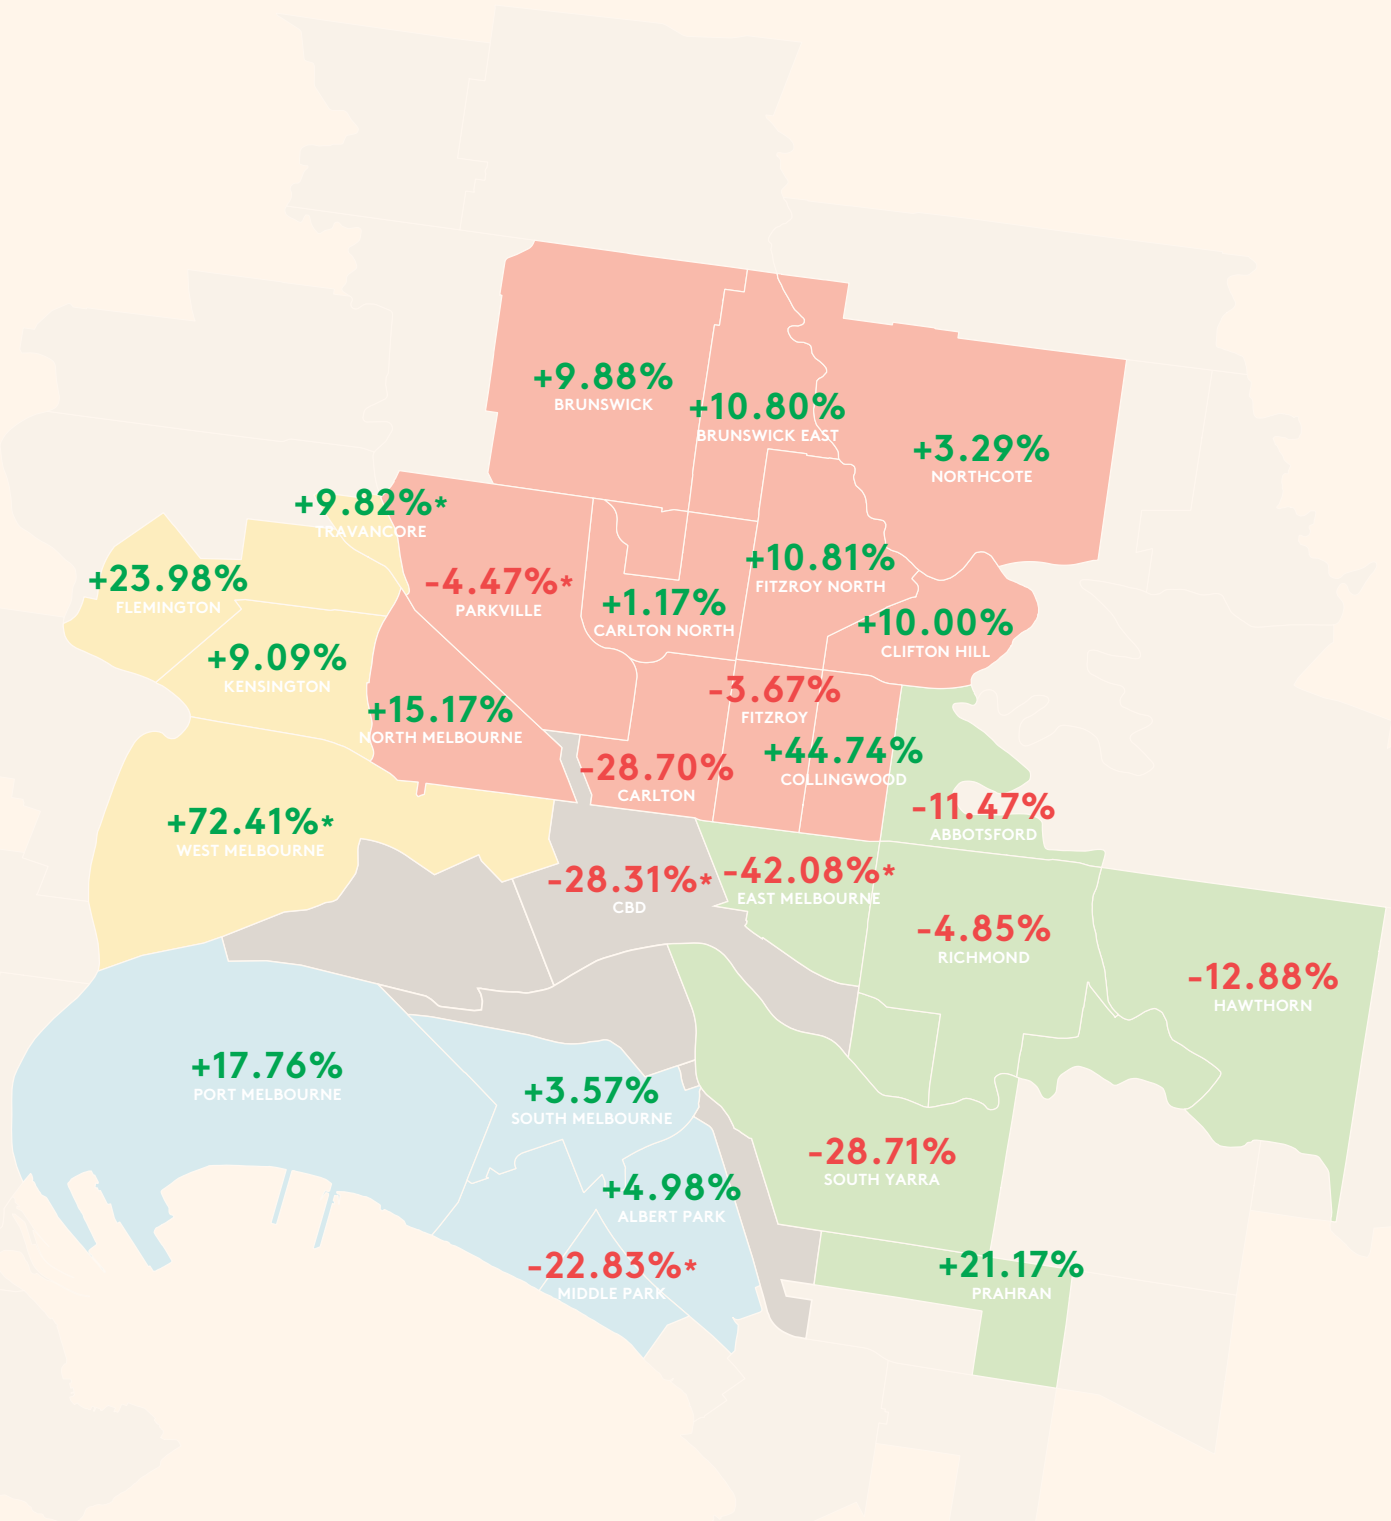 +9.88%
BRUNSWICK
+10.80%
BRUNSWICK EAST
+3.29%
NORTHCOTE
+9.82%*
TRAVANCORE
+23.98%
FLEMINGTON
-4.47%*
PARKVILLE
+1.17%
CARLTON NORTH
+10.81%
FITZROY NORTH
+10.00%
CLIFTON HILL
+9.09%
KENSINGTON
+15.17%
NORTH MELBOURNE
-3.67%
FITZROY
+44.74%
COLLINGWOOD
-28.70%
CARLTON
-11.47%
ABBOTSFORD
+72.41%*
WEST MELBOURNE
-28.31%*
CBD
-42.08%*
EAST MELBOURNE
-4.85%
RICHMOND
-12.88%
HAWTHORN
+17.76%
PORT MELBOURNE
+3.57%
SOUTH MELBOURNE
-28.71%
SOUTH YARRA
+4.98%
ALBERT PARK
-22.83%*
MIDDLE PARK
+21.17%
PRAHRAN